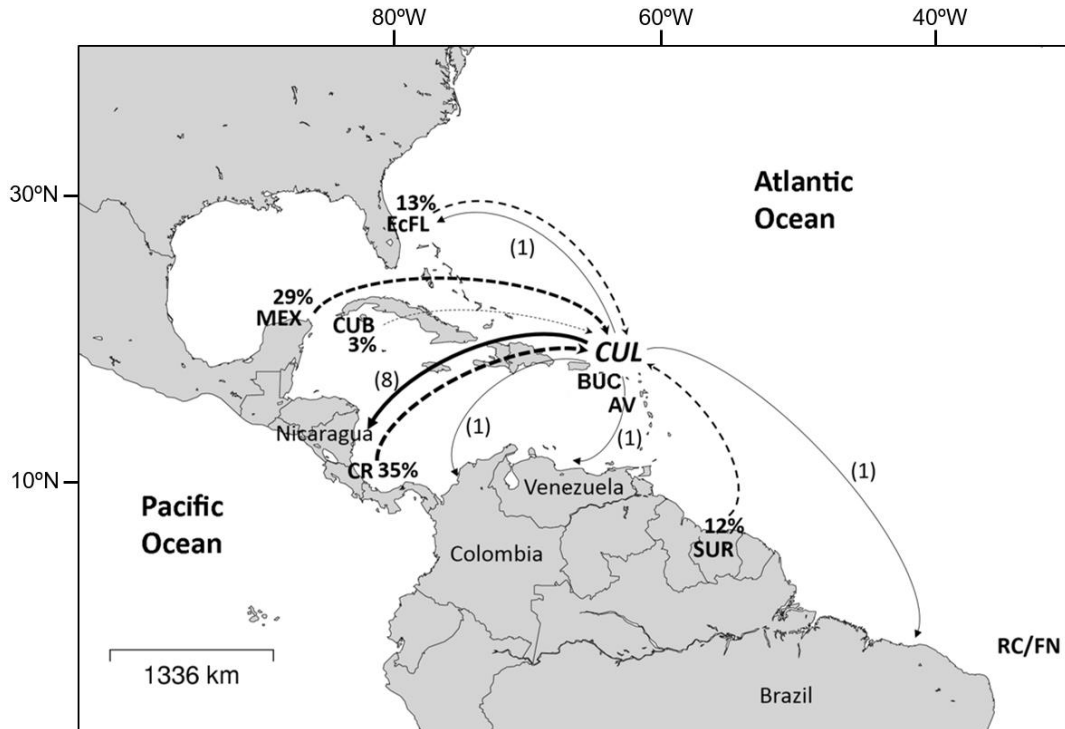 80ºW
60ºW
40ºW
30ºN
10ºN
Atlantic
Ocean
13%
EcFL
(1)
29%
MEX
CUB
3%
CUL
BUC
AV
(8)
Nicaragua
(1)
(1)
(1)
CR 35%
Venezuela
Pacific
Ocean
12%
SUR
Colombia
RC/FN
1336 km
Brazil